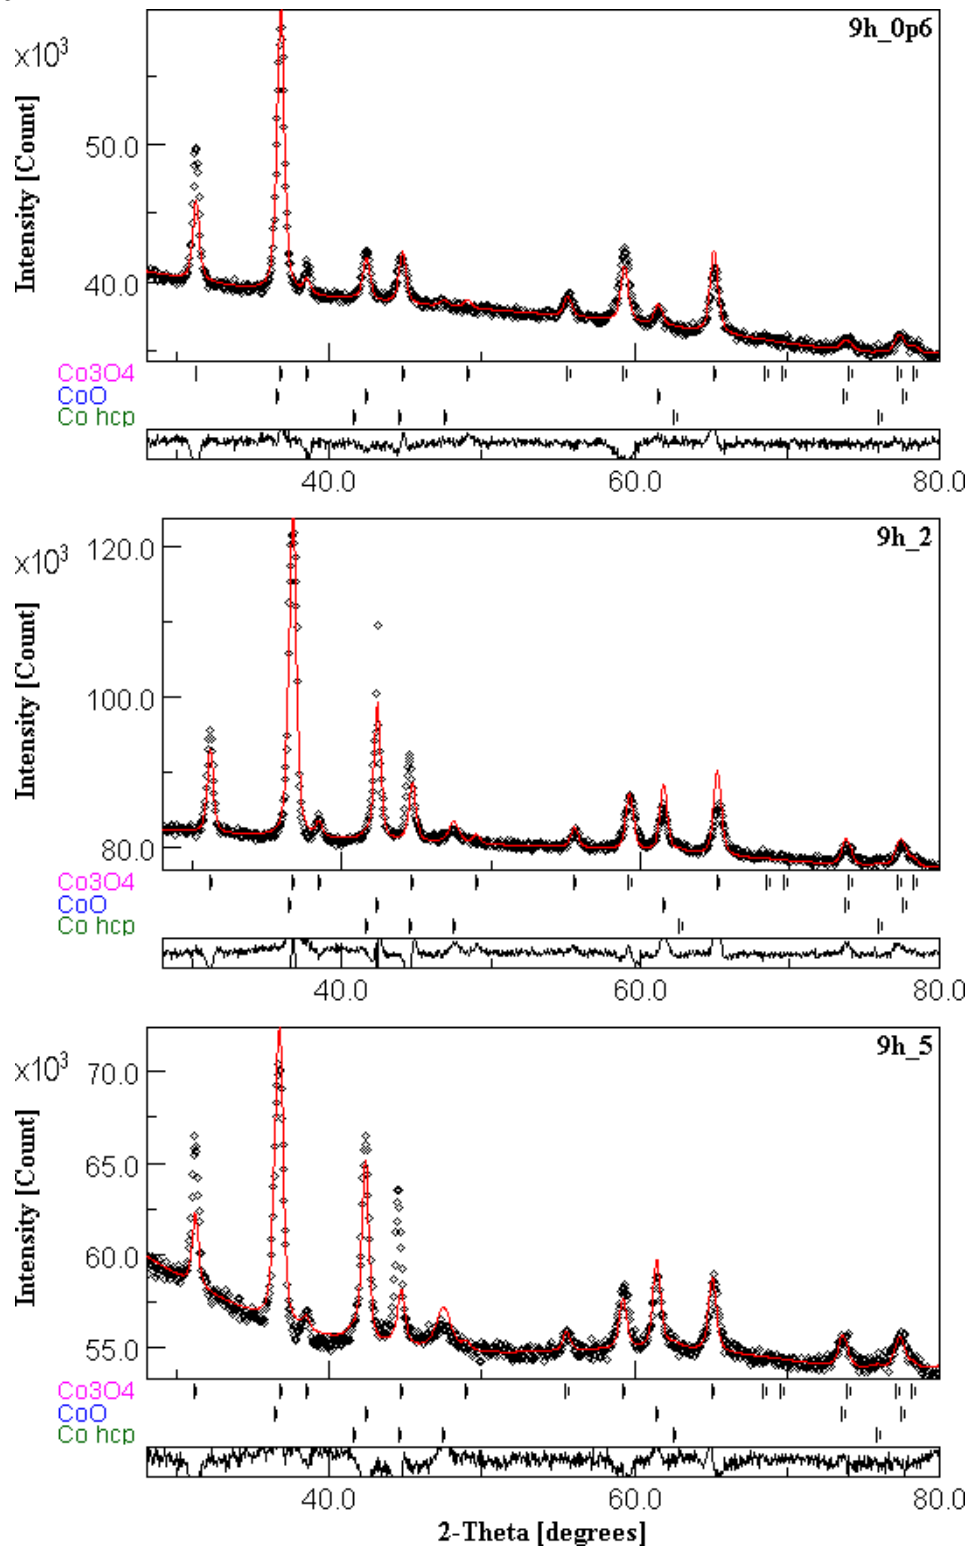 9h_0p6
x10³
50.0
40.0
Intensity [Count]
Co3O4
CoO
Co hcp
40.0 60.0 80.0
9h_2
x10³
120.0
100.0
80.0
Intensity [Count]
Co3O4
CoO
Co hcp
40.0 60.0 80.0
9h_5
x10³
70.0
65.0
60.0
55.0
Intensity [Count]
Co3O4
CoO
Co hcp
40.0 60.0 80.0
2-Theta [degrees]